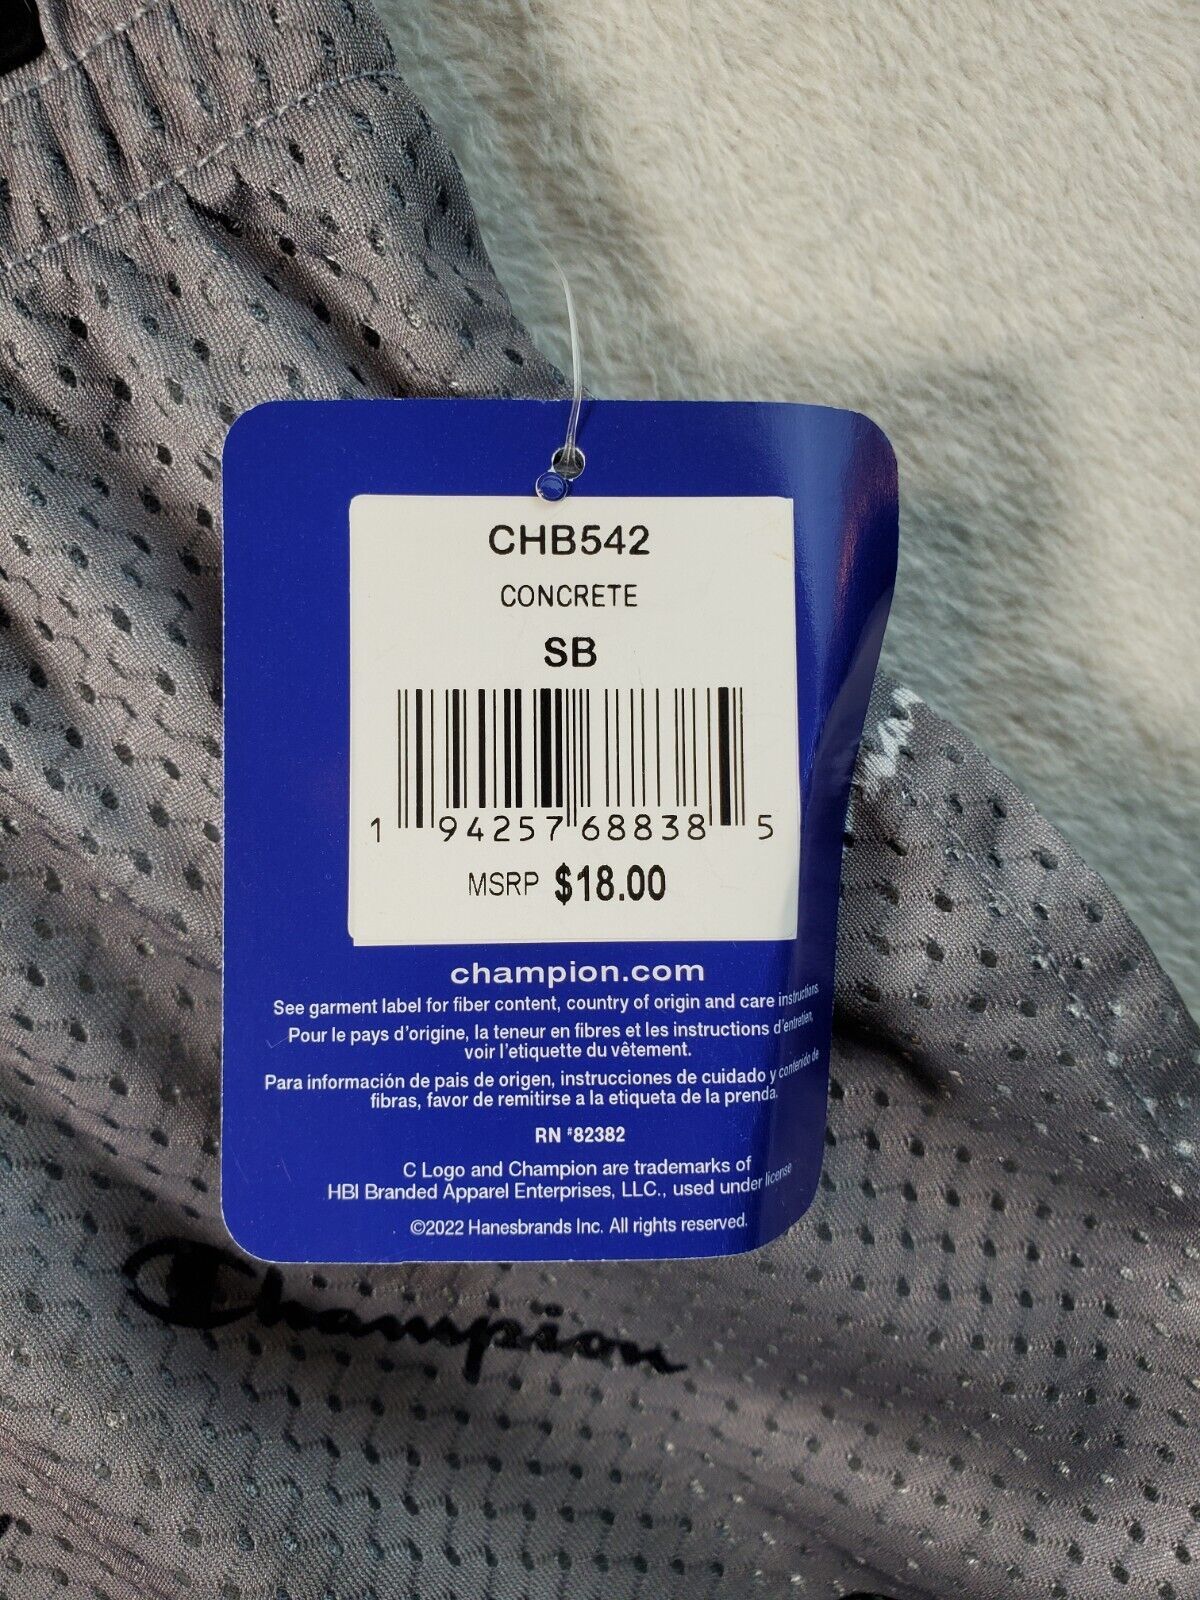 CHB542
CONCRETE
SB
1 94257 68838 5
MSRP $18.00
champion.com
See garment label for fiber content, country of origin and care instructions.
Pour le pays d'origine, la teneur en fibres et les instructions d'entretien,
voir l'etiquette du vêtement.
Para información de pais de origen, instrucciones de cuidado y contenido de
fibras, favor de remitirse a la etiqueta de la prenda.
RN #82382
C Logo and Champion are trademarks of
HBI Branded Apparel Enterprises, LLC., used under license
©2022 Hanesbrands Inc. All rights reserved.
Champion